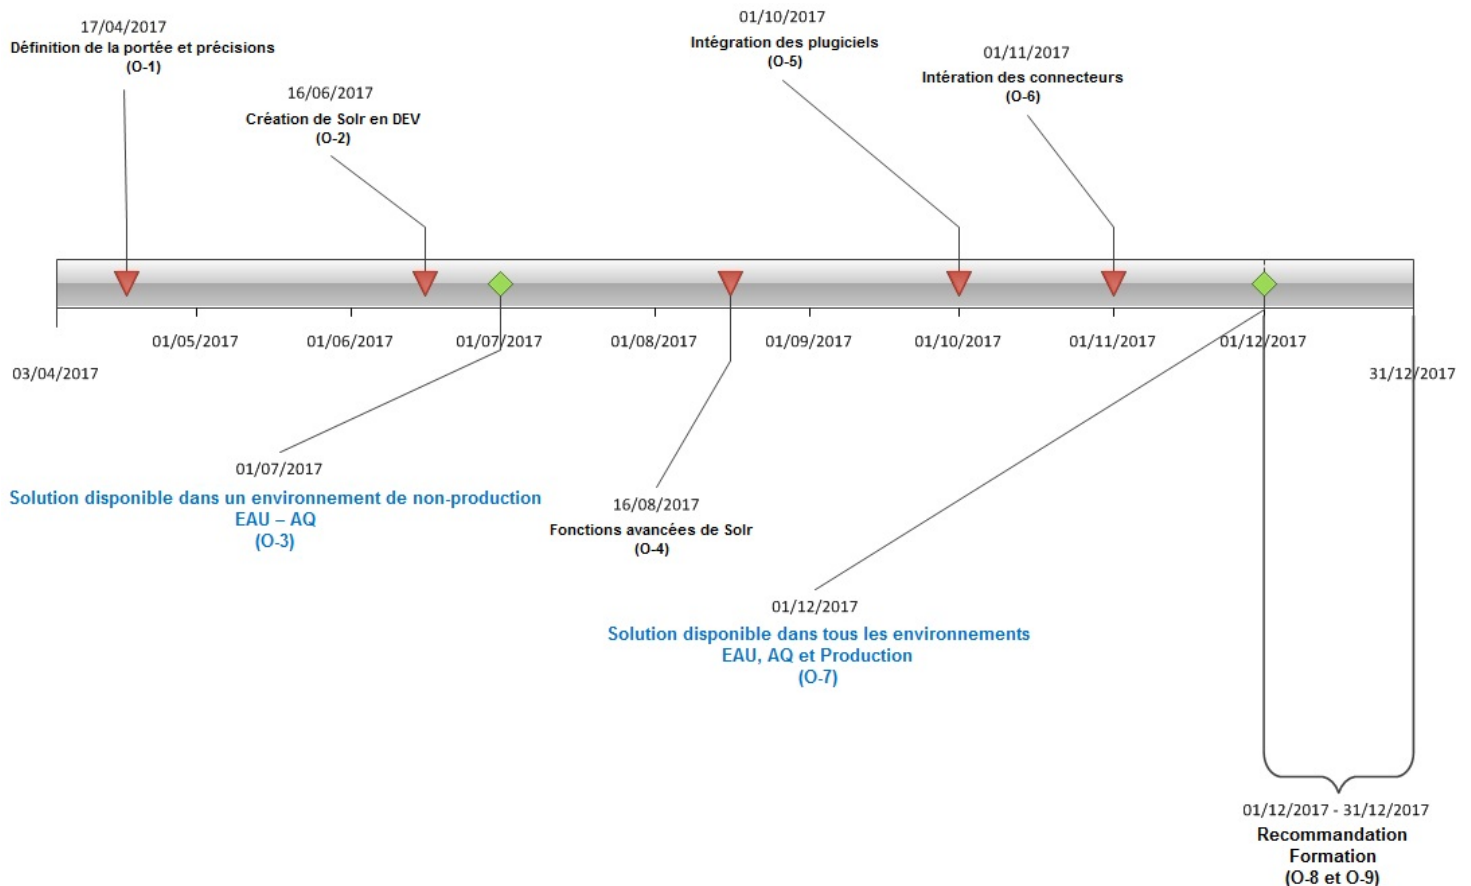 17/04/2017
Définition de la portée et précisions
(O-1)
16/06/2017
Création de Solr en DEV
(O-2)
01/10/2017
Intégration des plugiciels
(O-5)
01/11/2017
Intération des connecteurs
(O-6)
01/05/2017
01/06/2017
01/07/2017
01/08/2017
01/09/2017
01/10/2017
01/11/2017
01/12/2017
03/04/2017
31/12/2017
01/07/2017
Solution disponible dans un environement de non-production
EAU – AQ
(O-3)
16/08/2017
Fonctions avancées de Solr
(O-4)
01/12/2017
Solution disponible dans tous les environnements
EAU, AQ et Production
(O-7)
01/12/2017 - 31/12/2017
Recommandation
Formation
(O-8 et O-9)